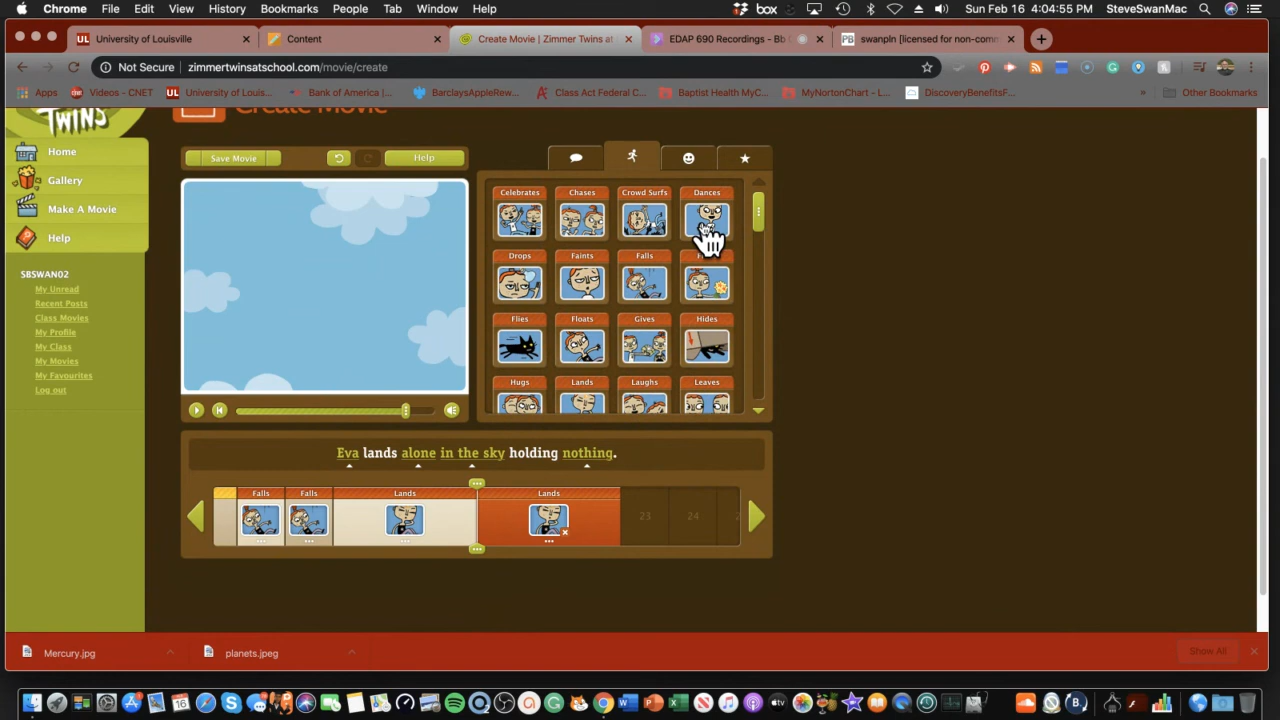 Chrome File Edit View History Bookmarks People Tab Window Help box Sun Feb 16 4:04:55 PM SteveSwanMac
University of Louisville Content Create Movie | Zimmer Twins at EDAP 690 Recordings - Bb swanpln [licensed for non-comm
Not Secure zimmertwinsatschool.com/movie/create
Apps Videos - CNET University of Louis... Bank of America |... BarclaysAppleRew... Class Act Federal C... Baptist Health MyC... MyNortonChart - L... DiscoveryBenefitsF... » Other Bookmarks
TWINS
Create Movie
Home
Gallery
Make A Movie
Help
SBSWAN02
My Unread
Recent Posts
Class Movies
My Profile
My Class
My Movies
My Favourites
Log out
Save Movie Help
Celebrates Chases Crowd Surfs Dances
Drops Faints Falls
Flies Floats Gives Hides
Hugs Lands Laughs Leaves
Eva lands alone in the sky holding nothing.
Falls Falls Lands Lands
23 24 2
Mercury.jpg planets.jpeg Show All
16